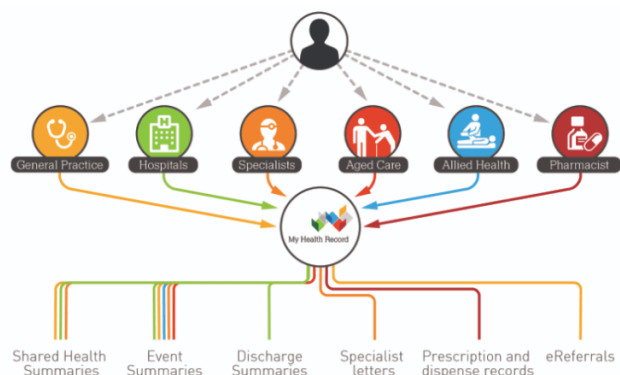 H
General Practice
Hospitals
Specialists
Aged Care
Allied Health
Pharmacist
My Health Record
Shared Health
Summaries
Event
Summaries
Discharge
Summaries
Specialist
letters
Prescription and
dispense records
eReferrals